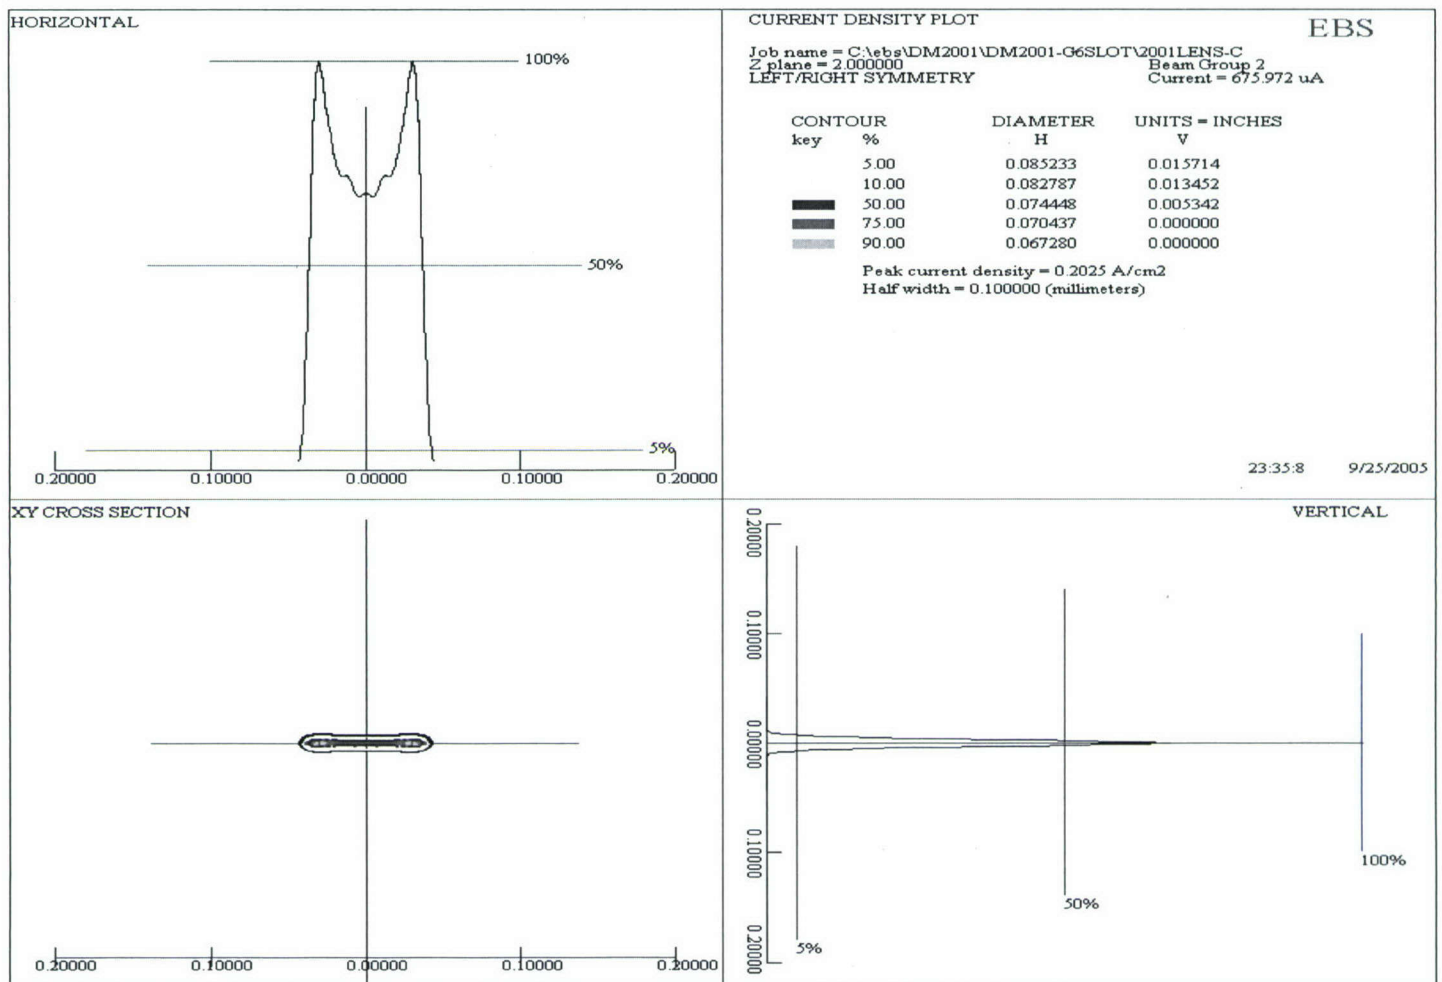 HORIZONTAL
100%
50%
5%
0.20000 0.10000 0.00000 0.10000 0.20000
CURRENT DENSITY PLOT
EBS
Job name = C:\ebs\DM2001\DM2001-G6SLOT\2001LENS-C
Z plane = 2.000000 Beam Group 2
LEFT/RIGHT SYMMETRY Current = 675.972 uA
CONTOUR DIAMETER UNITS = INCHES
key % H V
5.00 0.085233 0.015714
10.00 0.082787 0.013452
50.00 0.074448 0.005342
75.00 0.070437 0.000000
90.00 0.067280 0.000000
Peak current density = 0.2025 A/cm2
Half width = 0.100000 (millimeters)
23:35:8 9/25/2005
XY CROSS SECTION
0.20000 0.10000 0.00000 0.10000 0.20000
VERTICAL
0.20000 0.10000 0.00000 0.10000 0.20000
100%
50%
5%